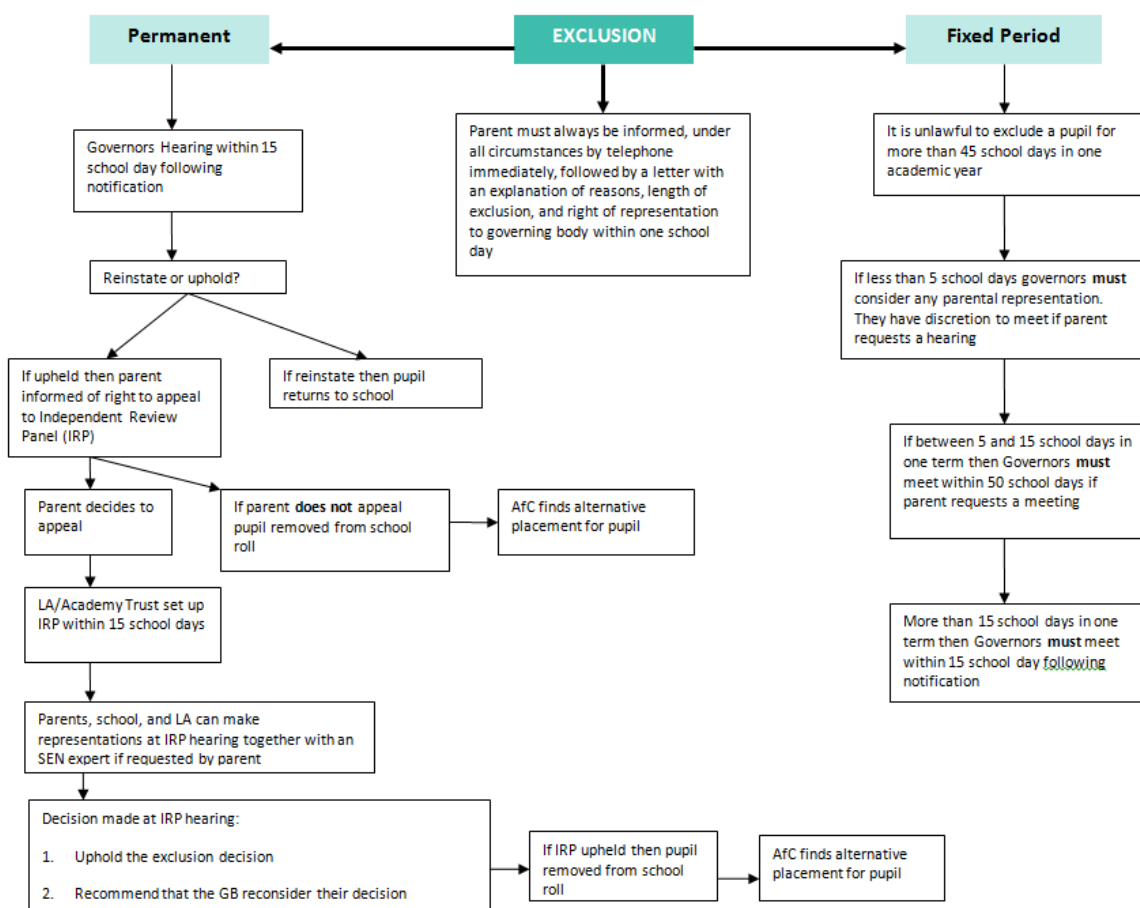 Permanent
EXCLUSION
Fixed Period
Governors Hearing within 15
school day following
notification
Parent must always be informed, under
all circumstances by telephone
immediately, followed by a letter with
an explanation of reasons, length of
exclusion, and right of representation
to governing body within one school
day
It is unlawful to exclude a pupil for
more than 45 school days in one
academic year
Reinstate or uphold?
If less than 5 school days governors must
consider any parental representation.
They have discretion to meet if parent
requests a hearing
If upheld then parent
informed of right to appeal
to Independent Review
Panel (IRP)
If reinstate then pupil
returns to school
If between 5 and 15 school days in
one term then Governors must
meet within 50 school days if
parent requests a meeting
Parent decides to
appeal
If parent does not appeal
pupil removed from school
roll
AfC finds alternative
placement for pupil
LA/Academy Trust set up
IRP within 15 school days
More than 15 school days in one
term then Governors must meet
within 15 school day following
notification
Parents, school, and LA can make
representations at IRP hearing together with an
SEN expert if requested by parent
Decision made at IRP hearing:
1. Uphold the exclusion decision
2. Recommend that the GB reconsider their decision
If IRP upheld then pupil
removed from school
roll
AfC finds alternative
placement for pupil